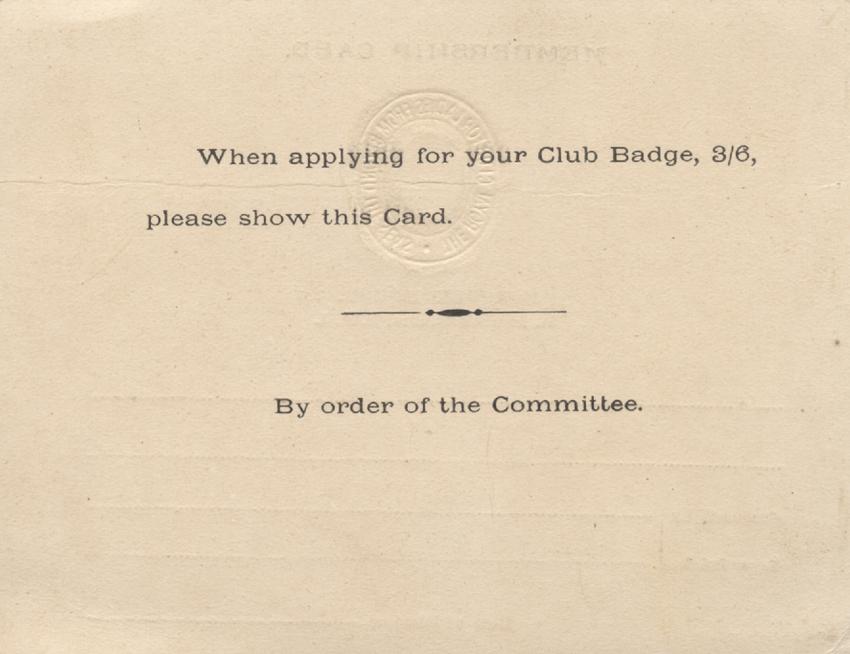 When applying for your Club Badge, 3/6,
please show this Card.
By order of the Committee.